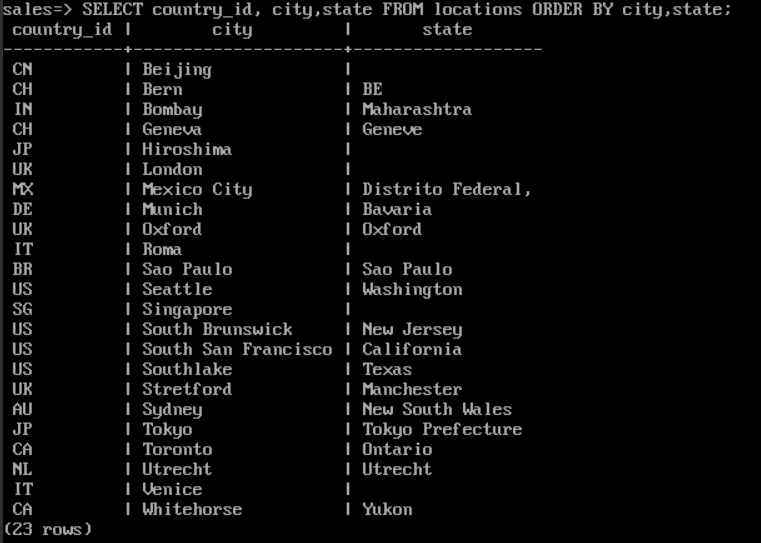 sales=> SELECT country_id, city,state FROM locations ORDER BY city,state;
 country_id |        city         |       state
------------+---------------------+-------------------
 CN         | Beijing             |
 CH         | Bern                | BE
 IN         | Bombay              | Maharashtra
 CH         | Geneva              | Geneve
 JP         | Hiroshima           |
 UK         | London              |
 MX         | Mexico City         | Distrito Federal,
 DE         | Munich              | Bavaria
 UK         | Oxford              | Oxford
 IT         | Roma                |
 BR         | Sao Paulo           | Sao Paulo
 US         | Seattle             | Washington
 SG         | Singapore           |
 US         | South Brunswick     | New Jersey
 US         | South San Francisco | California
 US         | Southlake           | Texas
 UK         | Stretford           | Manchester
 AU         | Sydney              | New South Wales
 JP         | Tokyo               | Tokyo Prefecture
 CA         | Toronto             | Ontario
 NL         | Utrecht             | Utrecht
 IT         | Venice              |
 CA         | Whitehorse          | Yukon
(23 rows)